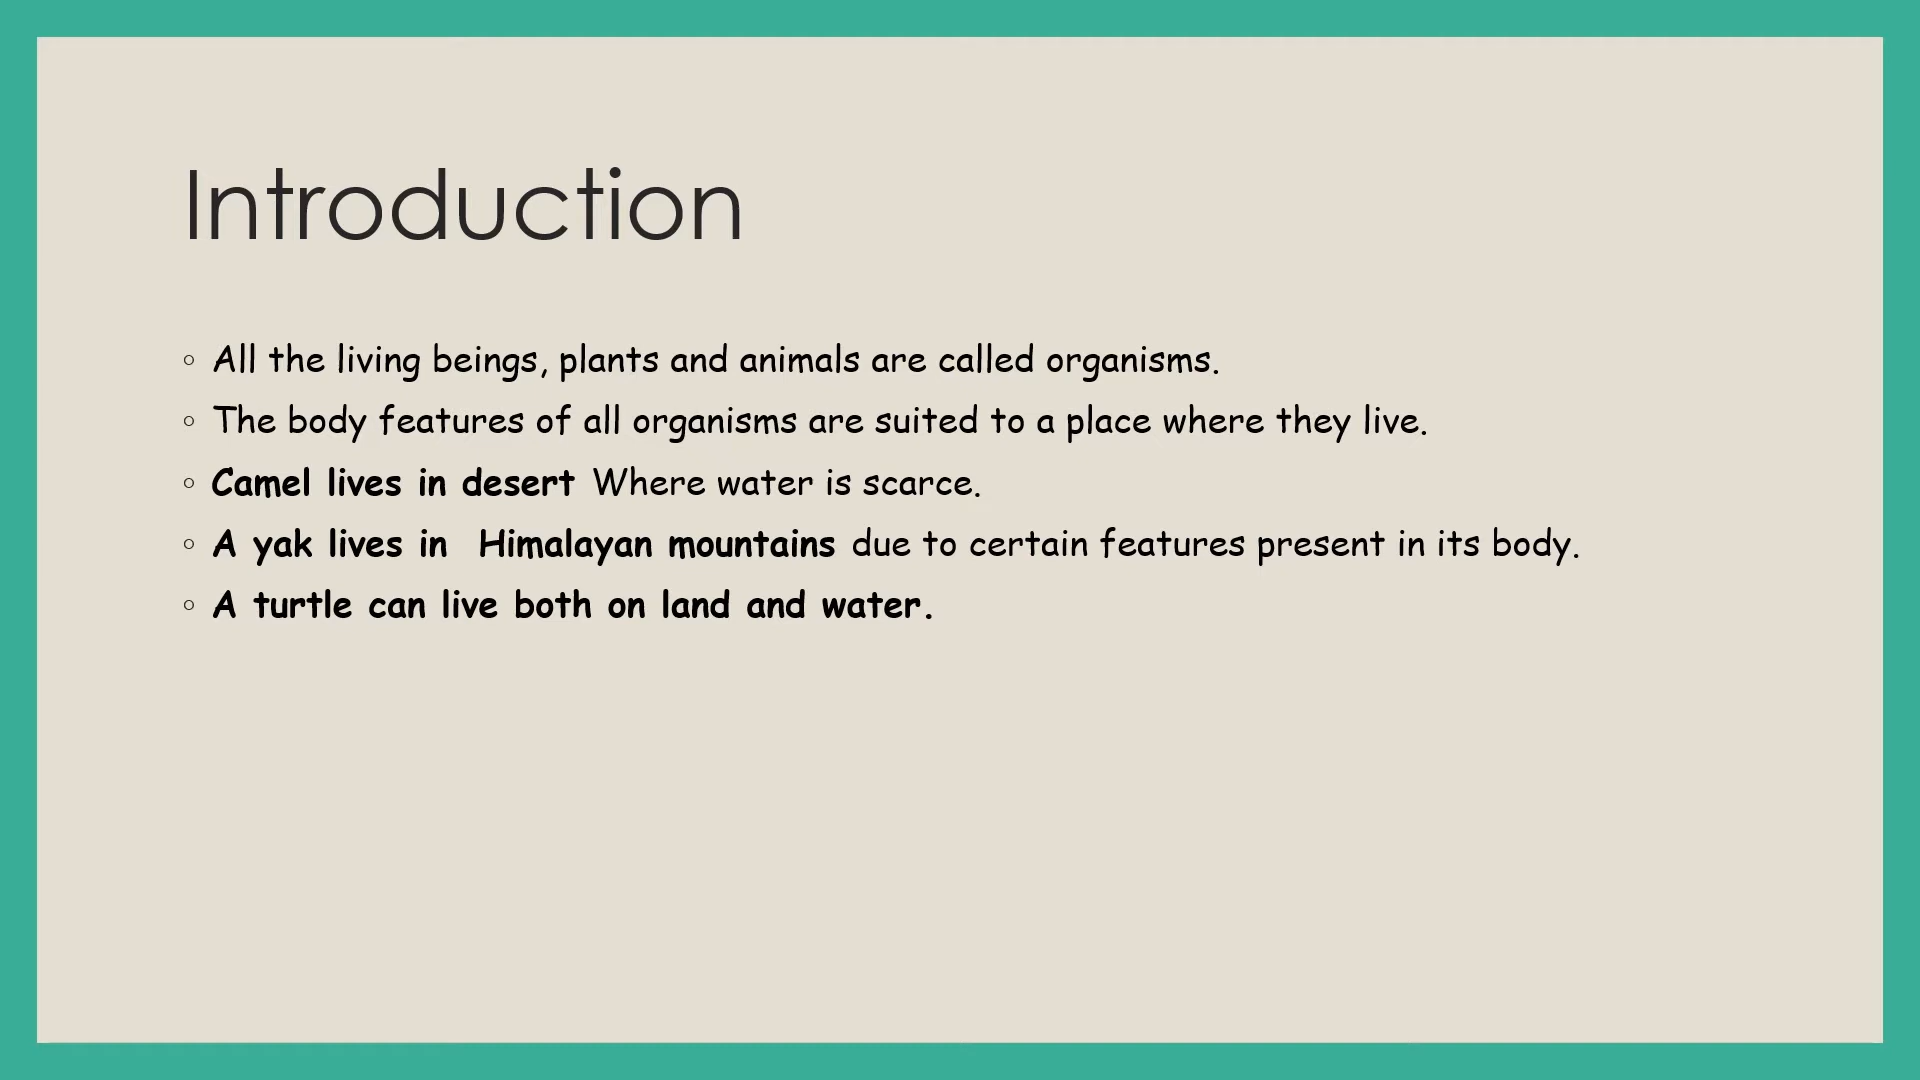 Introduction
◦ All the living beings, plants and animals are called organisms.
◦ The body features of all organisms are suited to a place where they live.
◦ Camel lives in desert Where water is scarce.
◦ A yak lives in  Himalayan mountains due to certain features present in its body.
◦ A turtle can live both on land and water.